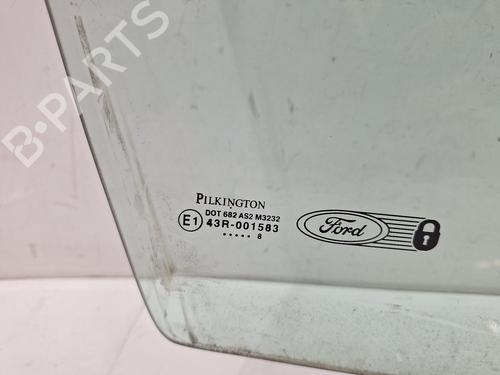 B-PARTS
PILKINGTON
DOT 682 AS2 M3232
E1 43R-001583
..... 8
Ford